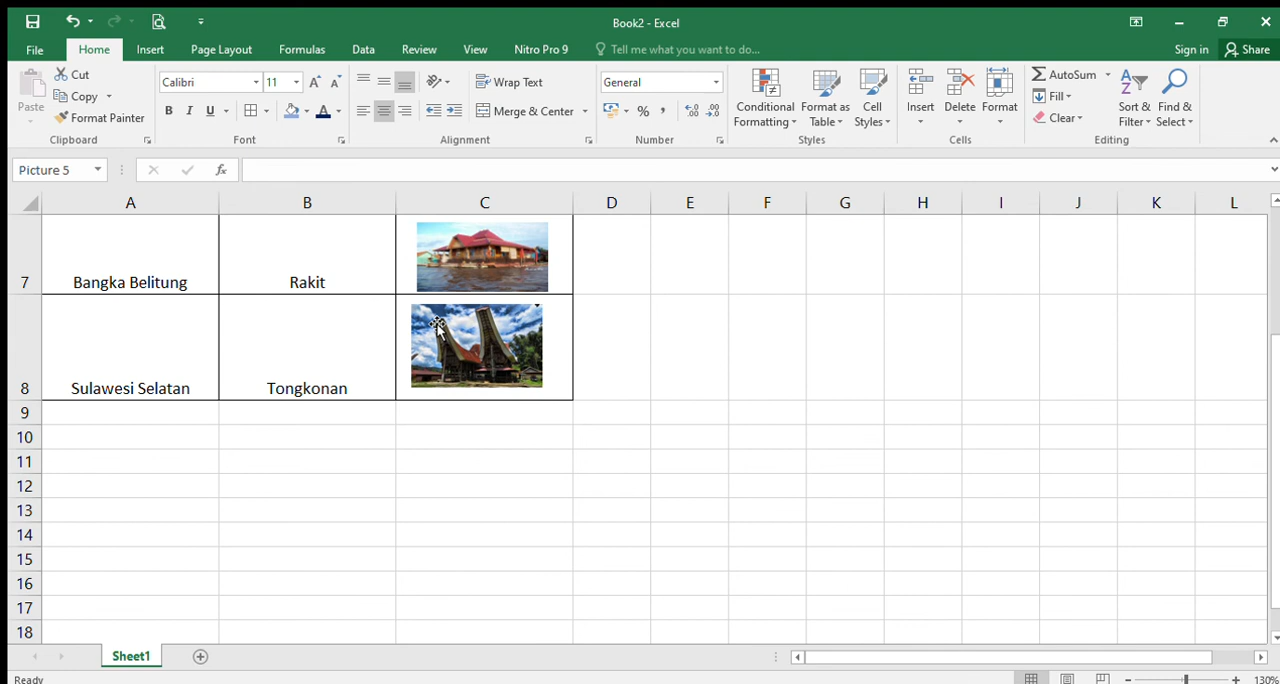 Book2 - Excel
File Home Insert Page Layout Formulas Data Review View Nitro Pro 9 Tell me what you want to do... Sign in Share
Paste
Cut
Copy
Format Painter
Clipboard
Calibri 11 A A
B I U A
Font
Wrap Text
Merge & Center
Alignment
General
% , .00 .0
Number
Conditional Formatting
Format as Table
Cell Styles
Styles
Insert
Delete
Format
Cells
AutoSum
Fill
Clear
Sort & Filter
Find & Select
Editing
Picture 5 fx
A B C D E F G H I J K L
7 Bangka Belitung Rakit
8 Sulawesi Selatan Tongkonan
9
10
11
12
13
14
15
16
17
18
Sheet1
Ready 130%